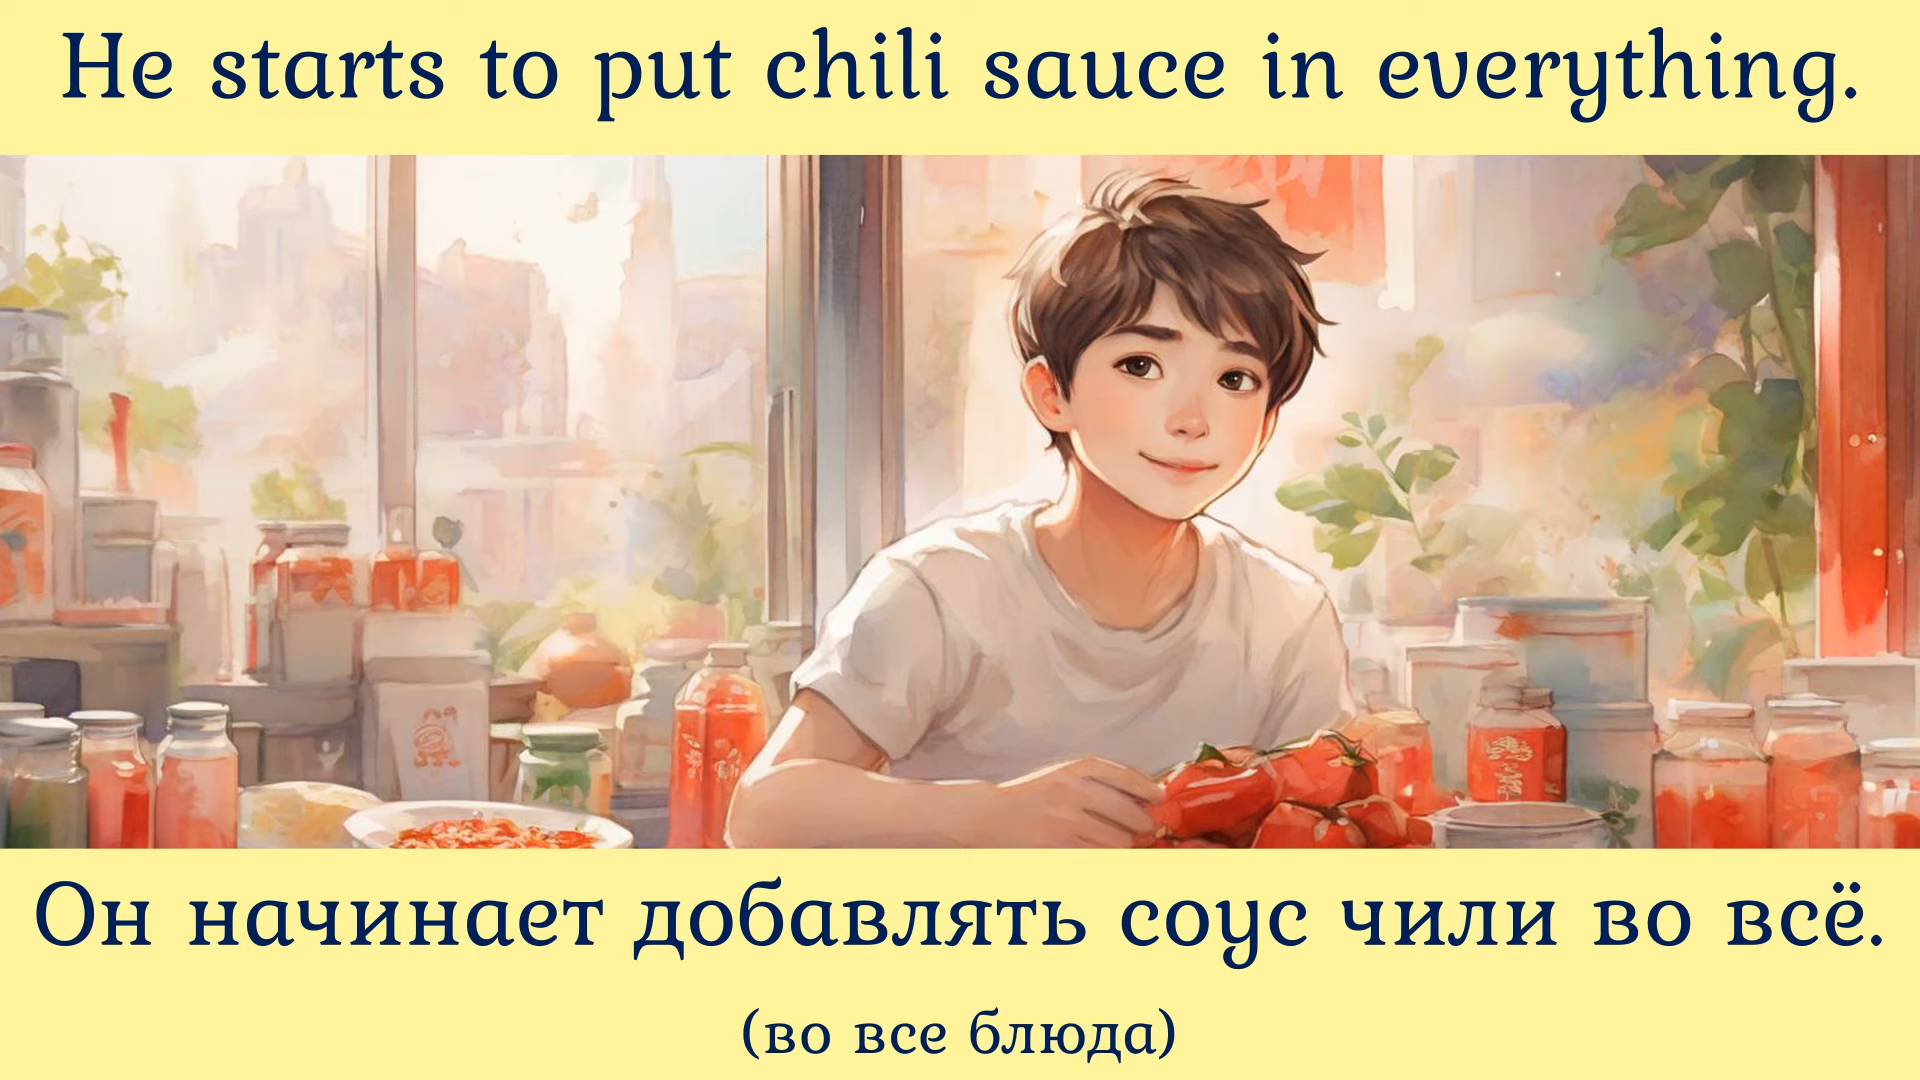 He starts to put chili sauce in everything.
Он начинает добавлять соус чили во всё.
(во все блюда)